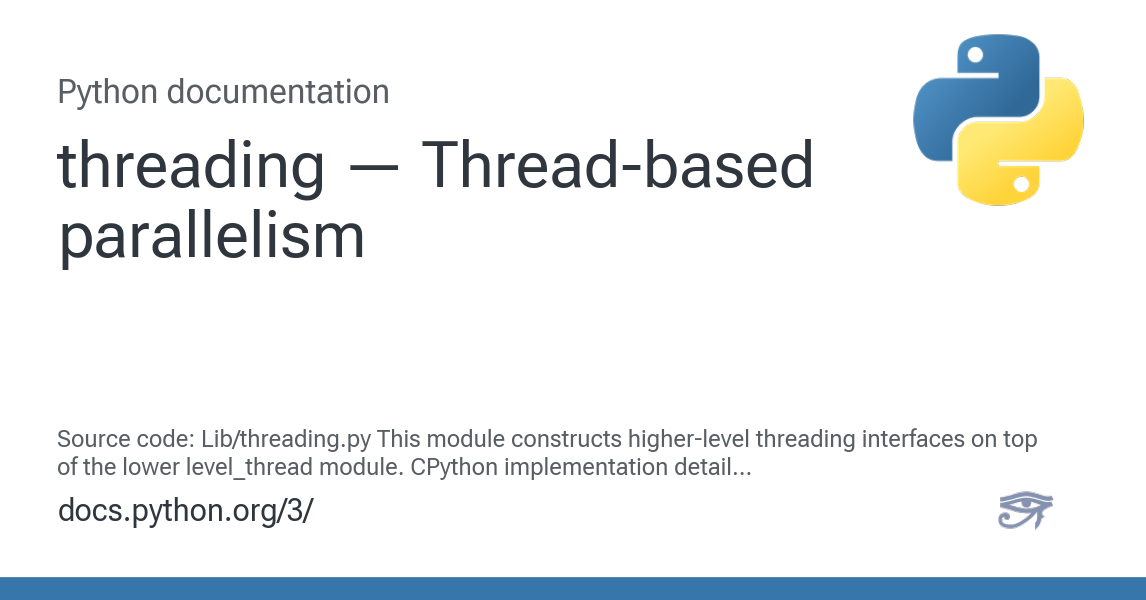 Python documentation
threading — Thread-based
parallelism
Source code: Lib/threading.py This module constructs higher-level threading interfaces on top
of the lower level_thread module. CPython implementation detail...
docs.python.org/3/